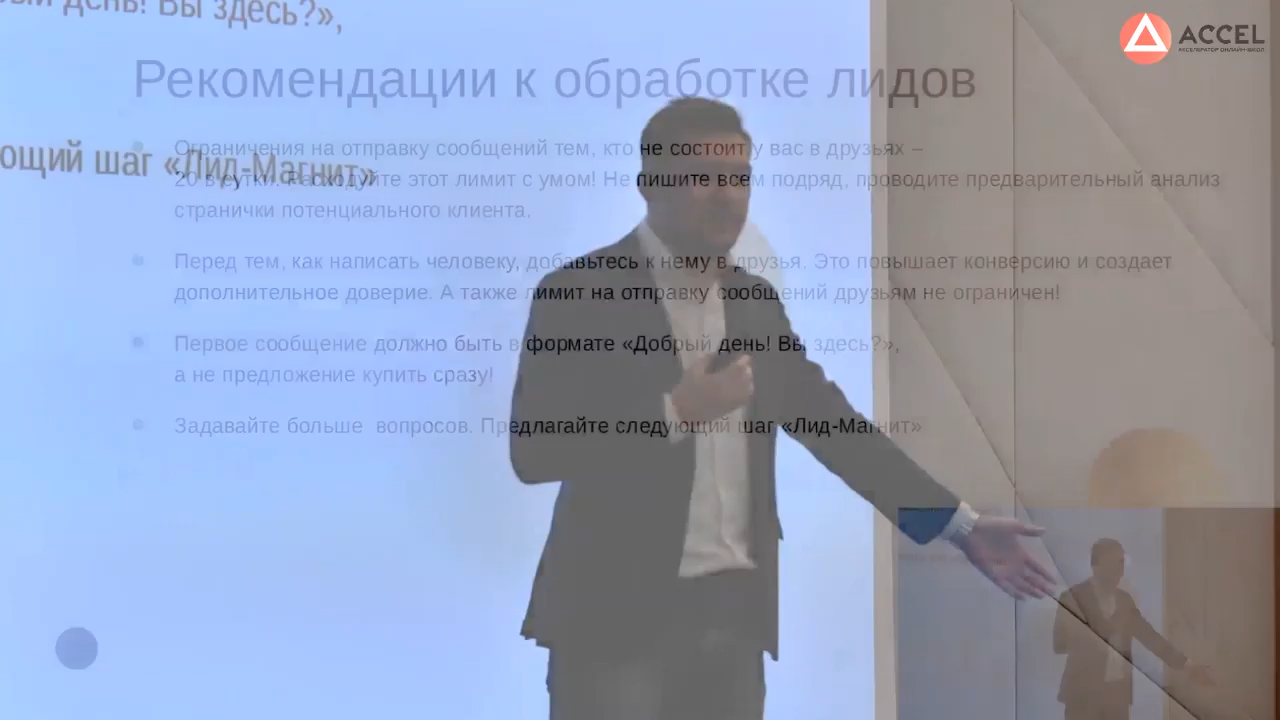 день! Вы здесь?»,
ACCEL
АКСЕЛЕРАТОР ОНЛАЙН-ШКОЛ
Рекомендации к обработке лидов
ющий шаг «Лид-Магнит»
Ограничения на отправку сообщений тем, кто не состоит у вас в друзьях –
20 в сутки. Расходуйте этот лимит с умом! Не пишите всем подряд, проводите предварительный анализ
странички потенциального клиента.
Перед тем, как написать человеку, добавьтесь к нему в друзья. Это повышает конверсию и создает
дополнительное доверие. А также лимит на отправку сообщений друзьям не ограничен!
Первое сообщение должно быть в формате «Добрый день! Вы здесь?»,
а не предложение купить сразу!
Задавайте больше вопросов. Предлагайте следующий шаг «Лид-Магнит»